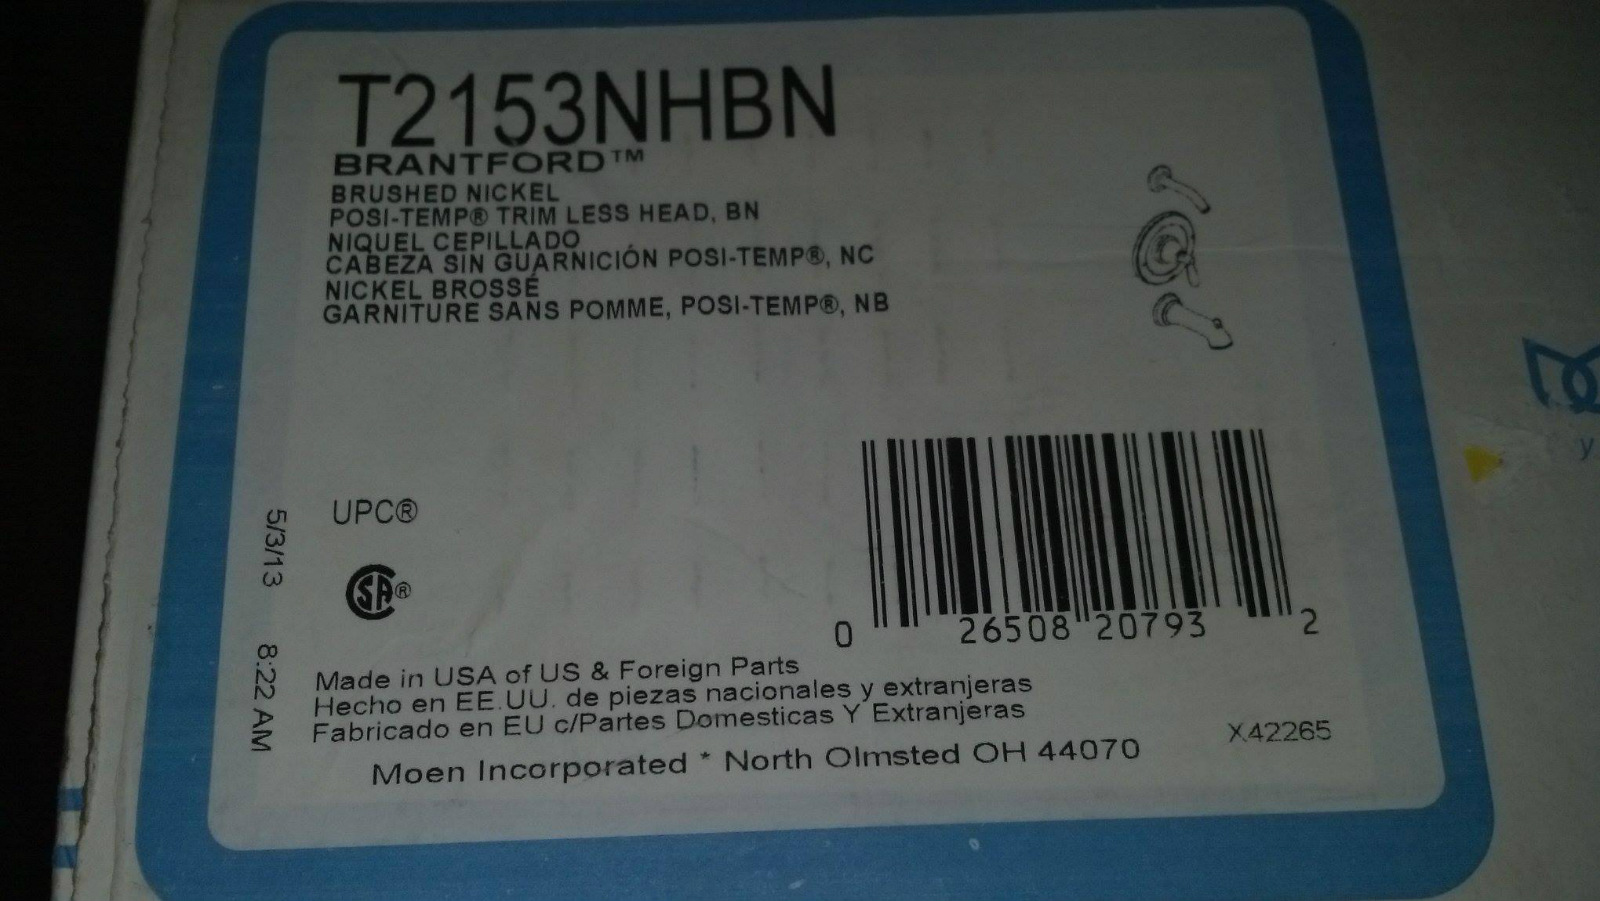 T2153NHBN
BRANTFORD™
BRUSHED NICKEL
POSI-TEMP® TRIM LESS HEAD, BN
NIQUEL CEPILLADO
CABEZA SIN GUARNICIÓN POSI-TEMP®, NC
NICKEL BROSSÉ
GARNITURE SANS POMME, POSI-TEMP®, NB
UPC®
SA®
5/3/13 8:22 AM
0 26508 20793 2
Made in USA of US & Foreign Parts
Hecho en EE.UU. de piezas nacionales y extranjeras
Fabricado en EU c/Partes Domesticas Y Extranjeras
X42265
Moen Incorporated * North Olmsted OH 44070